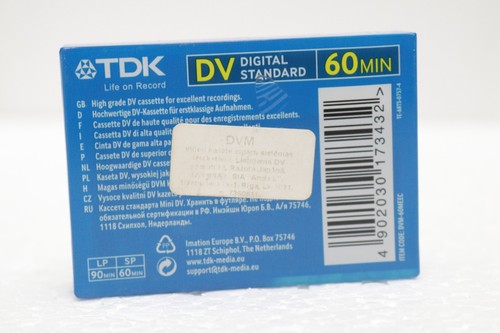 TDK
Life on Record
DV DIGITAL STANDARD
60 MIN
GB High grade DV cassette for excellent recordings.
D Hochwertige DV-Kassette für erstklassige Aufnahmen.
F Cassette DV de haute qualité pour des enregistrements excellents.
I Cassetta DV di alta qualità
E Cinta DV de gama alta
P Cassete DV de superior
NL Hoogwaardige DV
PL Kaseta DV, wysokiej
H Magas minőségű DV
CZ Vysoce kvalitní DV
RU Кассета стандарта Mini DV. Хранить в футляре.
обязательной сертификации в РФ. Имэйшн Юроп Б.В., А/я 75746,
1118 Схипхол, Нидерланды.
DVM
LP 90MIN
SP 60MIN
PP
Imation Europe B.V., P.O. Box 75746
1118 ZT Schiphol, The Netherlands
www.tdk-media.eu
support@tdk-media.eu
4 902030 173432 >
ITEM CODE: DVM-60MEEC